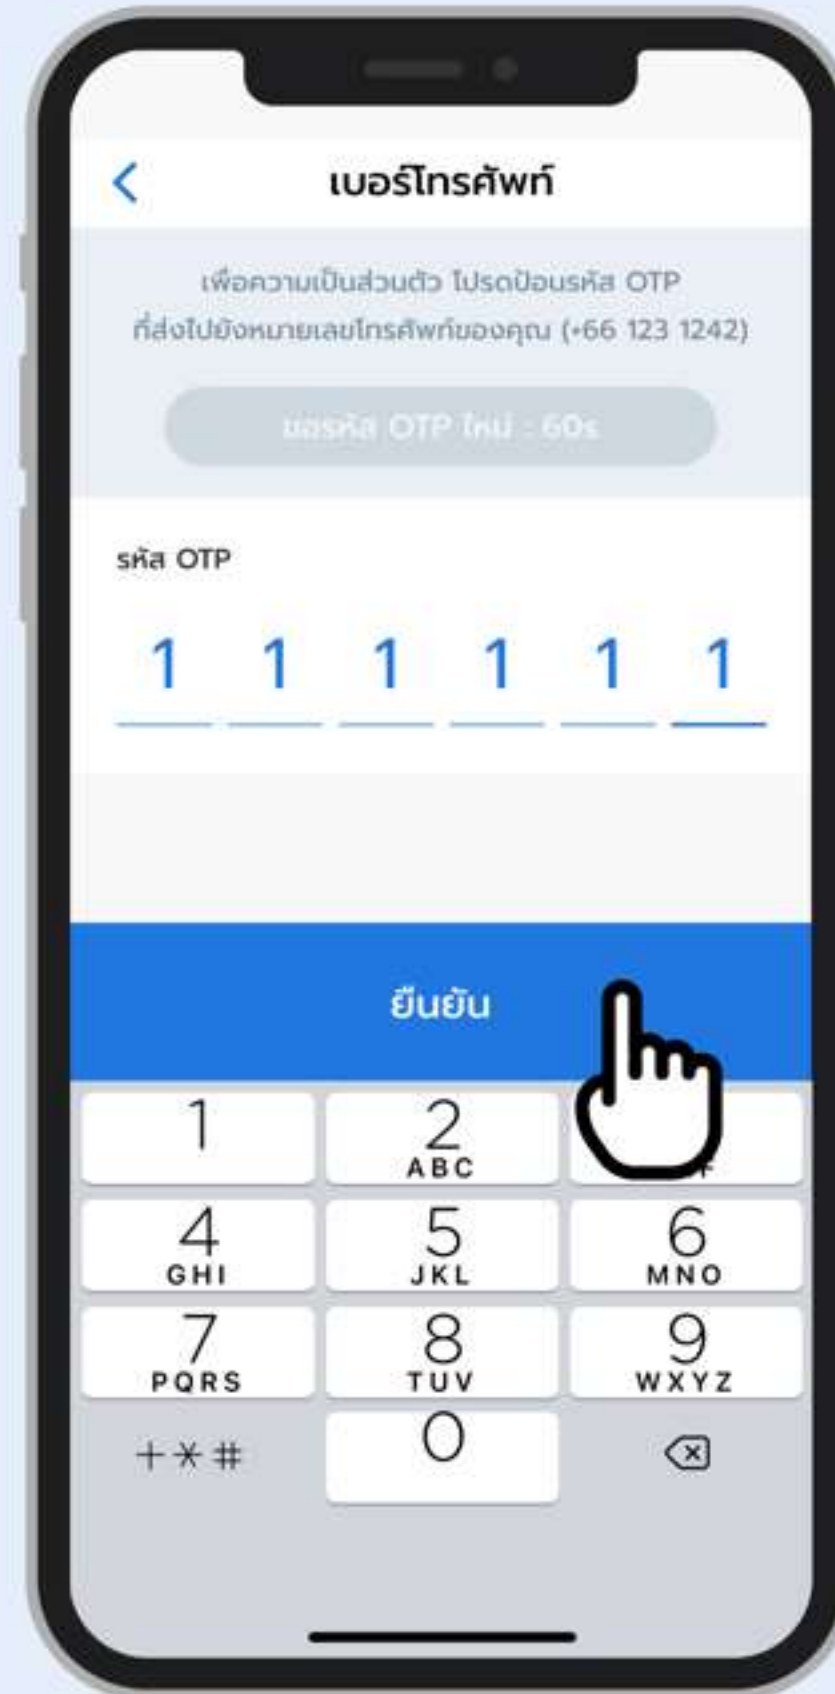 เบอร์โทรศัพท์
เพื่อความเป็นส่วนตัว โปรดป้อนรหัส OTP
ที่ส่งไปยังหมายเลขโทรศัพท์ของคุณ (+66 123 1242)
ขอรหัส OTP ใหม่ : 60s
รหัส OTP
1 1 1 1 1 1
ยืนยัน
1 2
ABC
4 5 6
GHI JKL MNO
7 8 9
PQRS TUV WXYZ
+*# 0